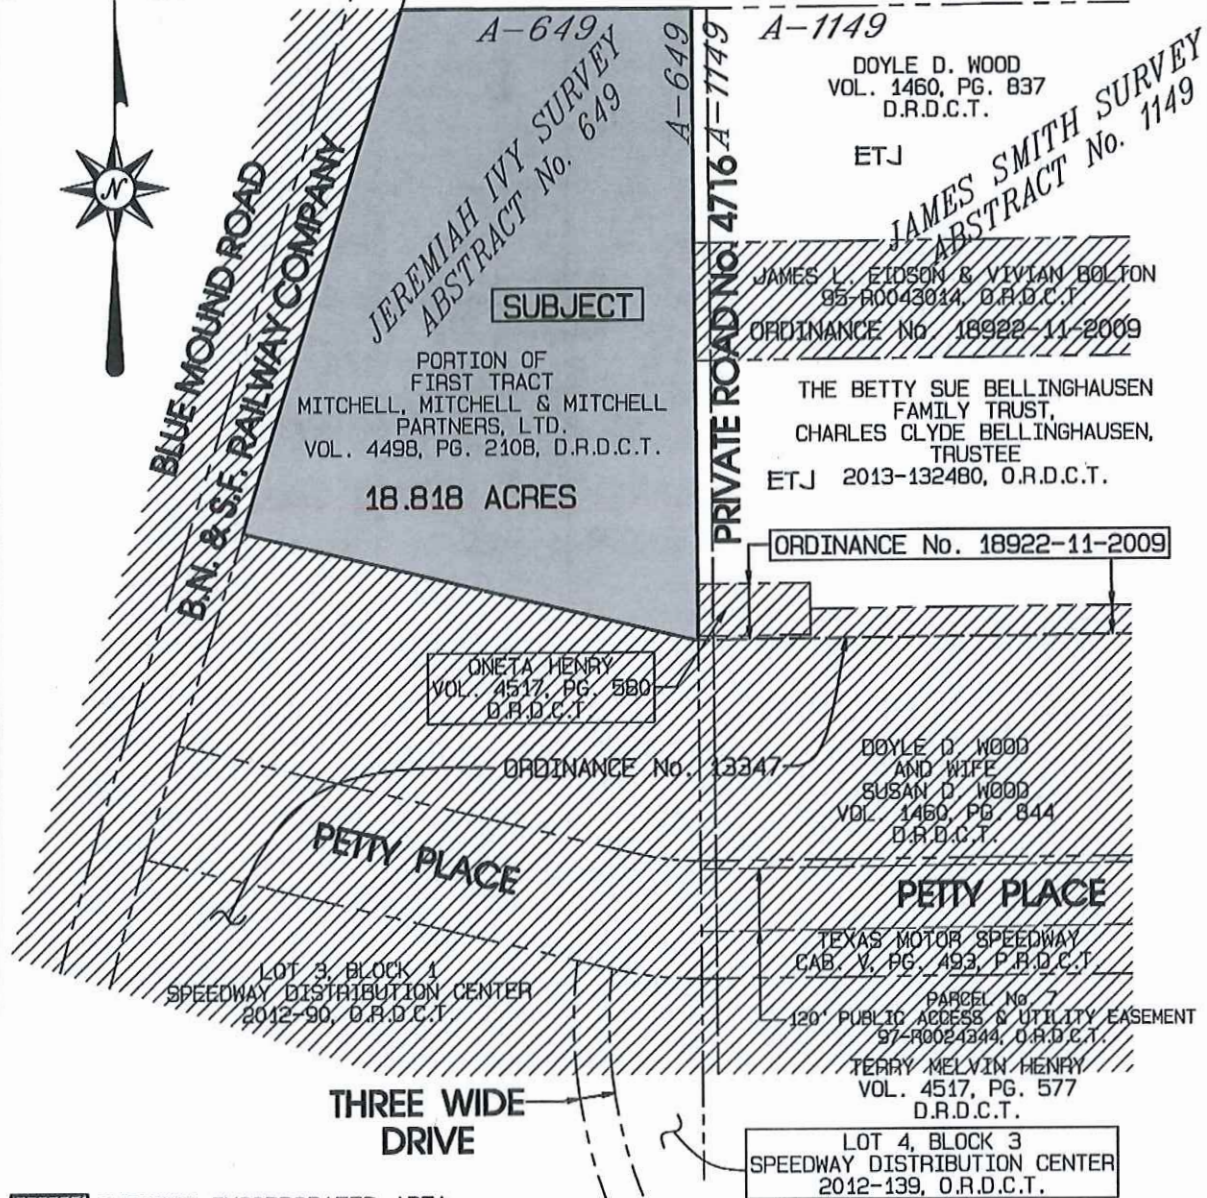 A-649
A-1149
A-649
A-1149
DOYLE D. WOOD
VOL. 1460, PG. 837
D.R.D.C.T.
ETJ
JEREMIAH IVY SURVEY
ABSTRACT No. 649
JAMES SMITH SURVEY
ABSTRACT No. 1149
N
BLUE MOUND ROAD
B.N. & S.F. RAILWAY COMPANY
PRIVATE ROAD No. 4716
JAMES L. EIDSON & VIVIAN BOLTON
95-R0043014, O.R.D.C.T.
ORDINANCE No. 18922-11-2009
SUBJECT
PORTION OF
FIRST TRACT
MITCHELL, MITCHELL & MITCHELL
PARTNERS, LTD.
VOL. 4498, PG. 2108, D.R.D.C.T.
18.818 ACRES
THE BETTY SUE BELLINGHAUSEN
FAMILY TRUST,
CHARLES CLYDE BELLINGHAUSEN,
TRUSTEE
ETJ 2013-132480, O.R.D.C.T.
ORDINANCE No. 18922-11-2009
ONETA HENRY
VOL. 4517, PG. 580
D.R.D.C.T
ORDINANCE No. 13347
DOYLE D. WOOD
AND WIFE
SUSAN D. WOOD
VOL. 1460, PG. 844
D.R.D.C.T.
PETTY PLACE
PETTY PLACE
TEXAS MOTOR SPEEDWAY
CAB. V, PG. 493, P.R.D.C.T.
LOT 3, BLOCK 1
SPEEDWAY DISTRIBUTION CENTER
2012-90, O.R.D.C.T.
PARCEL No. 7
120' PUBLIC ACCESS & UTILITY EASEMENT
97-R0024344, O.R.D.C.T.
TERRY MELVIN HENRY
VOL. 4517, PG. 577
D.R.D.C.T.
THREE WIDE
DRIVE
LOT 4, BLOCK 3
SPEEDWAY DISTRIBUTION CENTER
2012-139, O.R.D.C.T.